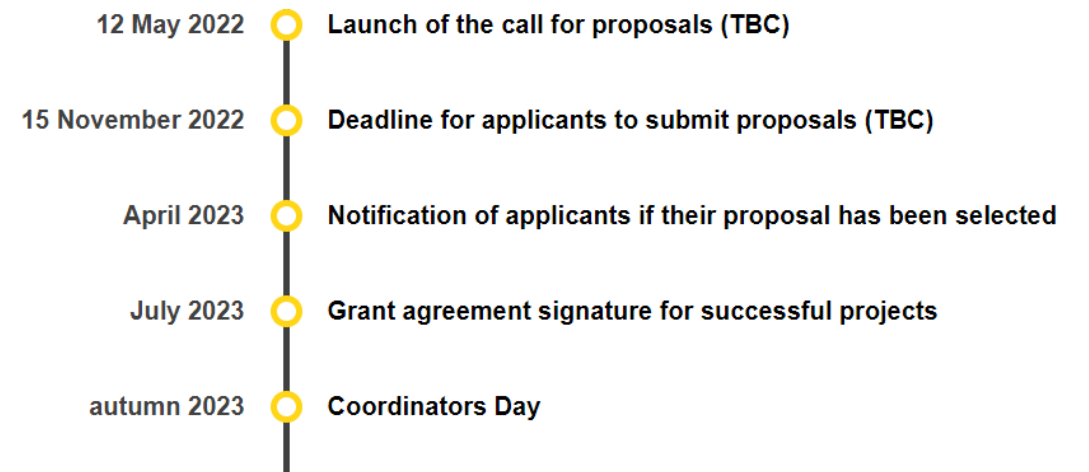 12 May 2022 Launch of the call for proposals (TBC)
15 November 2022 Deadline for applicants to submit proposals (TBC)
April 2023 Notification of applicants if their proposal has been selected
July 2023 Grant agreement signature for successful projects
autumn 2023 Coordinators Day